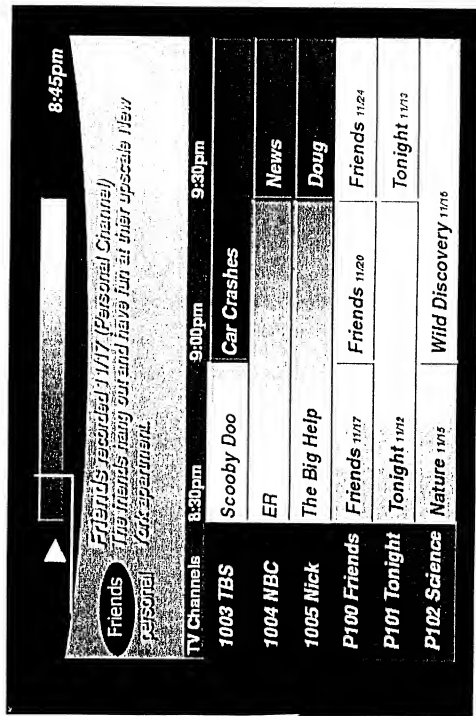 8:45pm
Friends
personal
Friends recorded 11/17 (Personal Channel)
The friends hang out and have fun at thier upscale New
York apartment.
TV Channels 8:30pm 9:00pm 9:30pm
1003 TBS Scooby Doo Car Crashes
1004 NBC ER News
1005 Nick The Big Help Doug
P100 Friends Friends 11/17 Friends 11/20 Friends 11/24
P101 Tonight Tonight 11/12 Tonight 11/13
P102 Science Nature 11/15 Wild Discovery 11/16